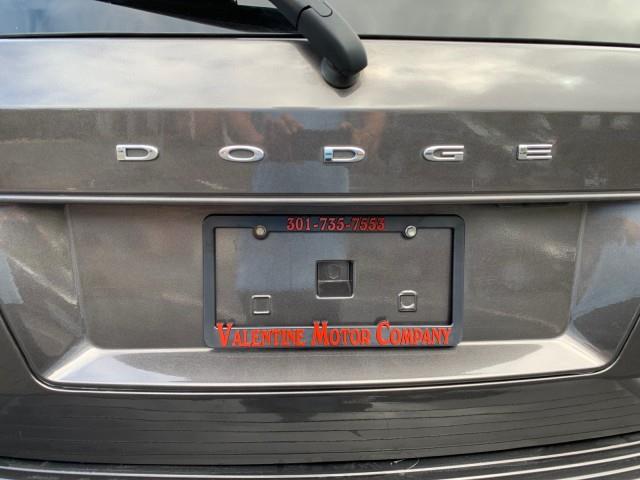 DODGE
301-735-7553
VALENTINE MOTOR COMPANY